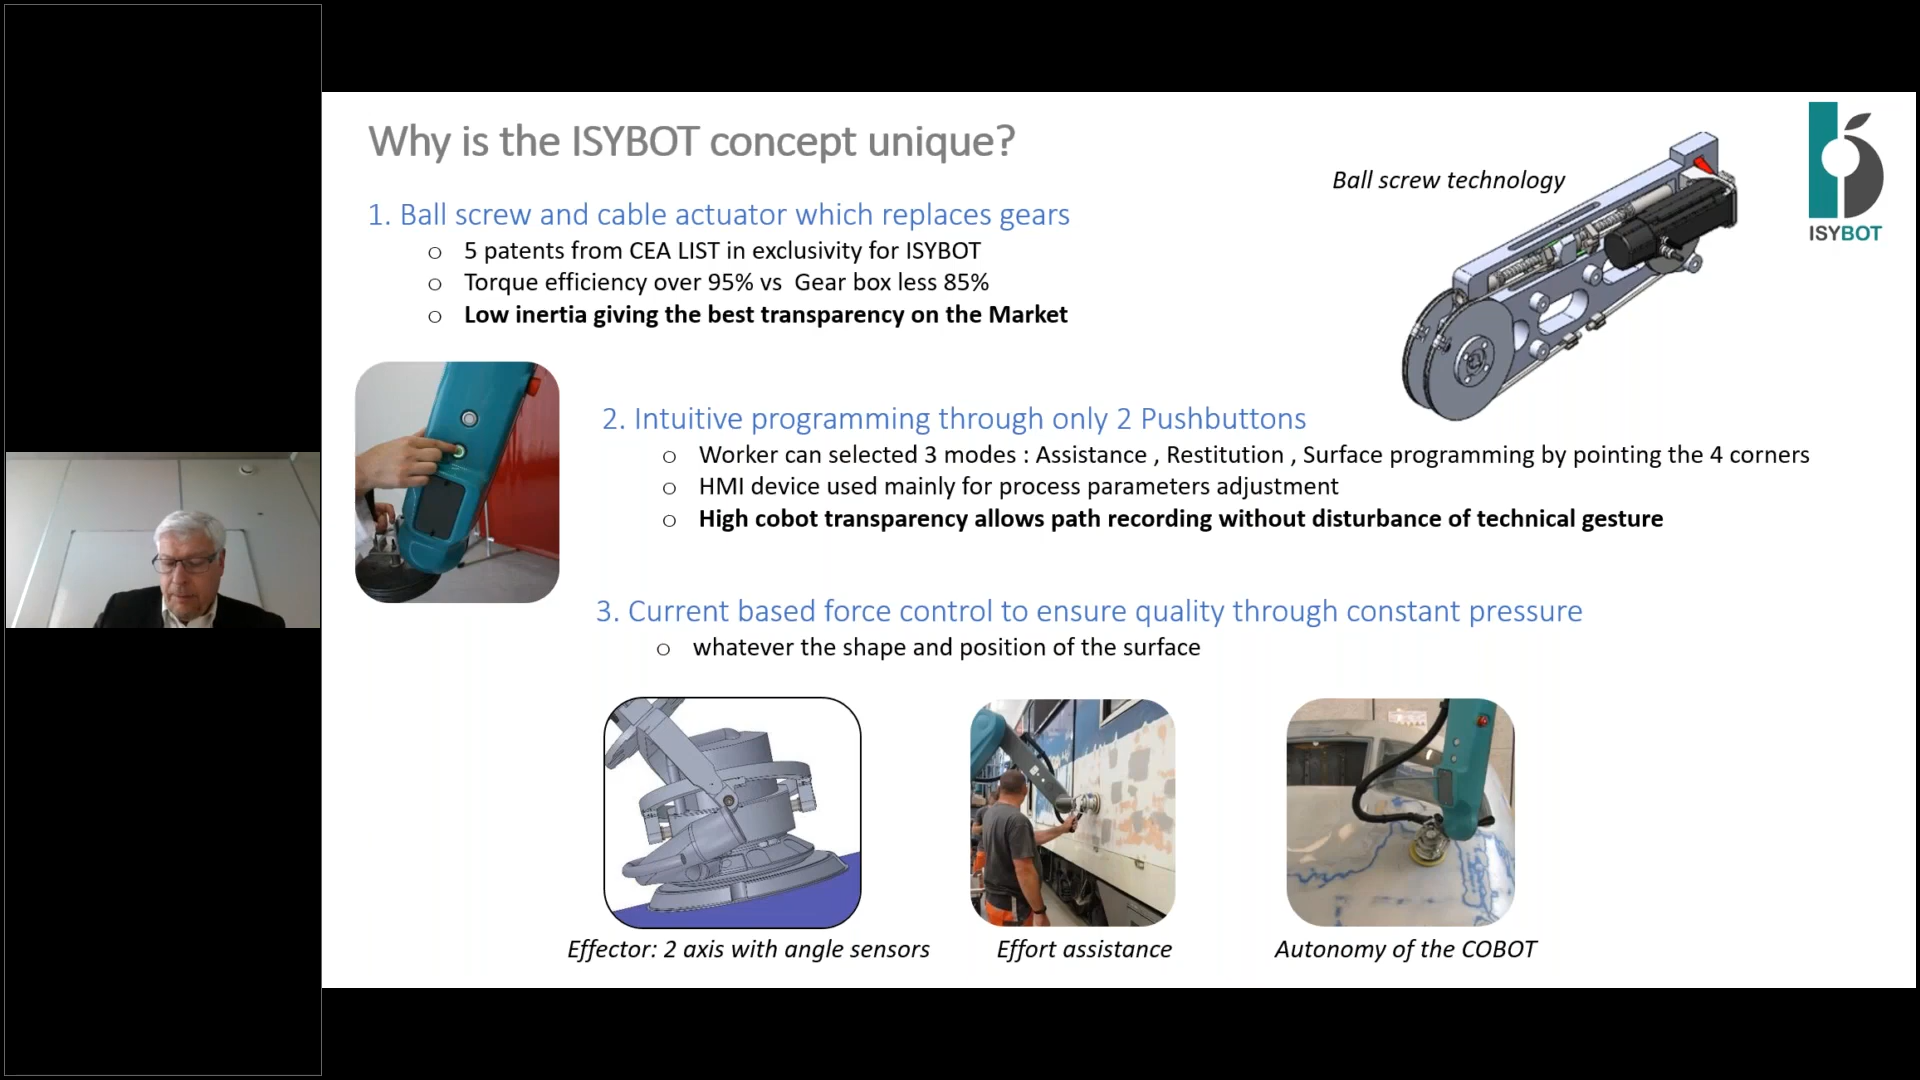 Why is the ISYBOT concept unique?
Ball screw technology
ISYBOT
1. Ball screw and cable actuator which replaces gears
o 5 patents from CEA LIST in exclusivity for ISYBOT
o Torque efficiency over 95% vs Gear box less 85%
o Low inertia giving the best transparency on the Market
2. Intuitive programming through only 2 Pushbuttons
o Worker can selected 3 modes : Assistance , Restitution , Surface programming by pointing the 4 corners
o HMI device used mainly for process parameters adjustment
o High cobot transparency allows path recording without disturbance of technical gesture
3. Current based force control to ensure quality through constant pressure
o whatever the shape and position of the surface
Effector: 2 axis with angle sensors
Effort assistance
Autonomy of the COBOT